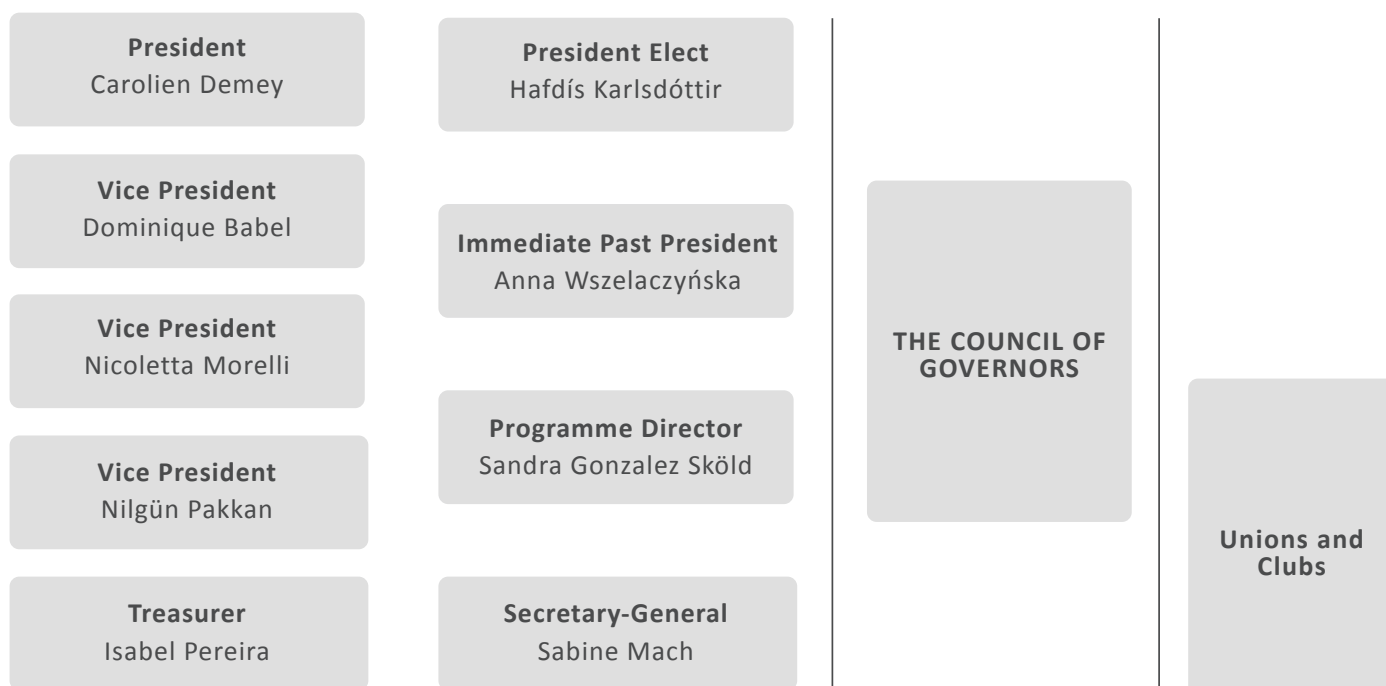 President
Carolien Demey
Vice President
Dominique Babel
Vice President
Nicoletta Morelli
Vice President
Nilgün Pakkan
Treasurer
Isabel Pereira
President Elect
Hafdís Karlsdóttir
Immediate Past President
Anna Wszelaczyńska
Programme Director
Sandra Gonzalez Sköld
Secretary-General
Sabine Mach
THE COUNCIL OF
GOVERNORS
Unions and
Clubs